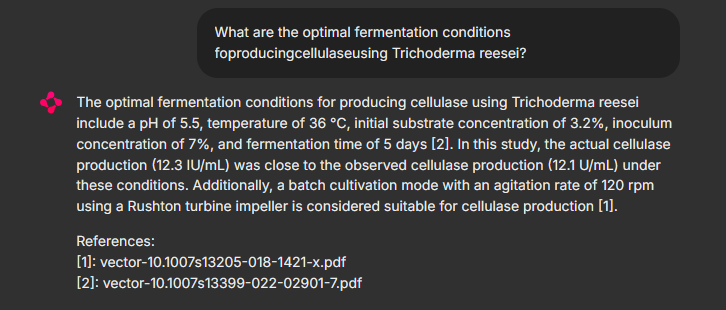 What are the optimal fermentation conditions
foproducingcellulaseusing Trichoderma reesei?
The optimal fermentation conditions for producing cellulase using Trichoderma reesei
include a pH of 5.5, temperature of 36 °C, initial substrate concentration of 3.2%, inoculum
concentration of 7%, and fermentation time of 5 days [2]. In this study, the actual cellulase
production (12.3 IU/mL) was close to the observed cellulase production (12.1 U/mL) under
these conditions. Additionally, a batch cultivation mode with an agitation rate of 120 rpm
using a Rushton turbine impeller is considered suitable for cellulase production [1].
References:
[1]: vector-10.1007s13205-018-1421-x.pdf
[2]: vector-10.1007s13399-022-02901-7.pdf